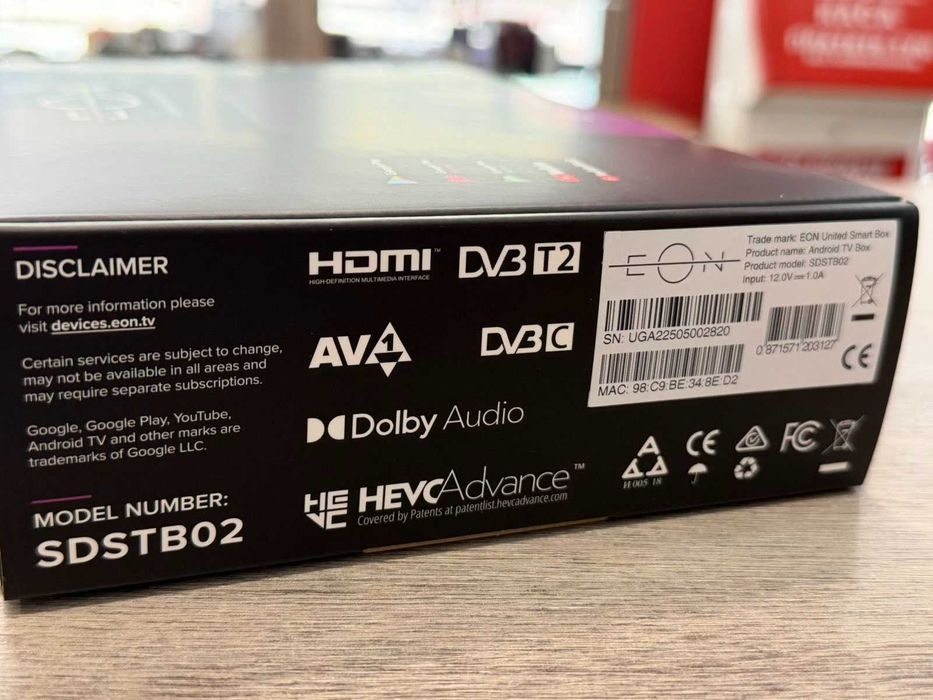 DISCLAIMER
For more information please
visit devices.eon.tv
Certain services are subject to change,
may not be available in all areas and
may require separate subscriptions.
Google, Google Play, YouTube,
Android TV and other marks are
trademarks of Google LLC.
MODEL NUMBER:
SDSTB02
HDMI™
HIGH-DEFINITION MULTIMEDIA INTERFACE
DVB T2
AV1
DVB C
Dolby Audio
HEVC HEVCAdvance™
Covered by Patents at patentlist.hevcadvance.com
EON
Trade mark: EON United Smart Box
Product name: Android TV Box
Product model: SDSTB02
Input: 12.0V⎓1.0A
SN: UGA22505002820
0 871571 203127
MAC: 98:C9:BE:34:8E:D2
CE
A
A A
И 005 18
CE
FC